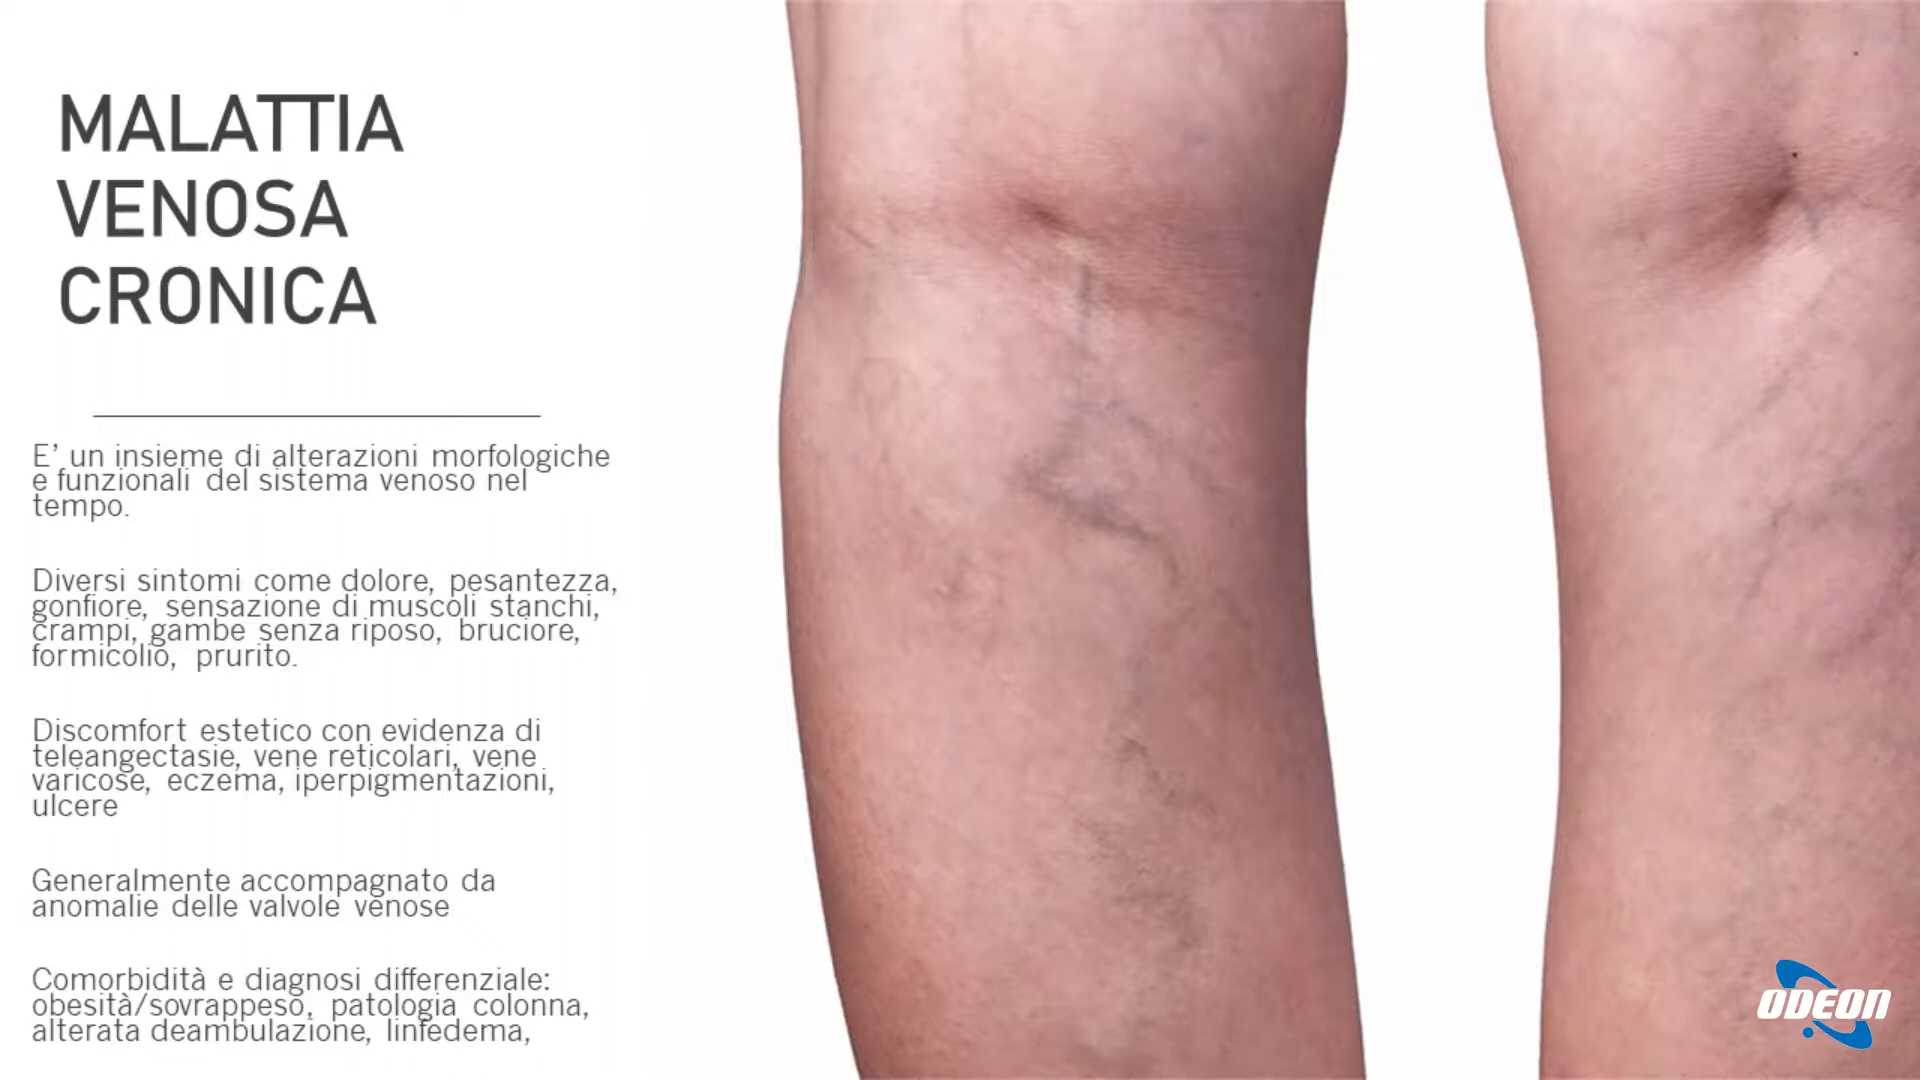 MALATTIA
VENOSA
CRONICA
E' un insieme di alterazioni morfologiche
e funzionali del sistema venoso nel
tempo.
Diversi sintomi come dolore, pesantezza,
gonfiore, sensazione di muscoli stanchi,
crampi, gambe senza riposo, bruciore,
formicolio, prurito.
Discomfort estetico con evidenza di
teleangectasie, vene reticolari, vene
varicose, eczema, iperpigmentazioni,
ulcere
Generalmente accompagnato da
anomalie delle valvole venose
Comorbidità e diagnosi differenziale:
obesità/sovrappeso, patologia colonna,
alterata deambulazione, linfedema,
ODEON